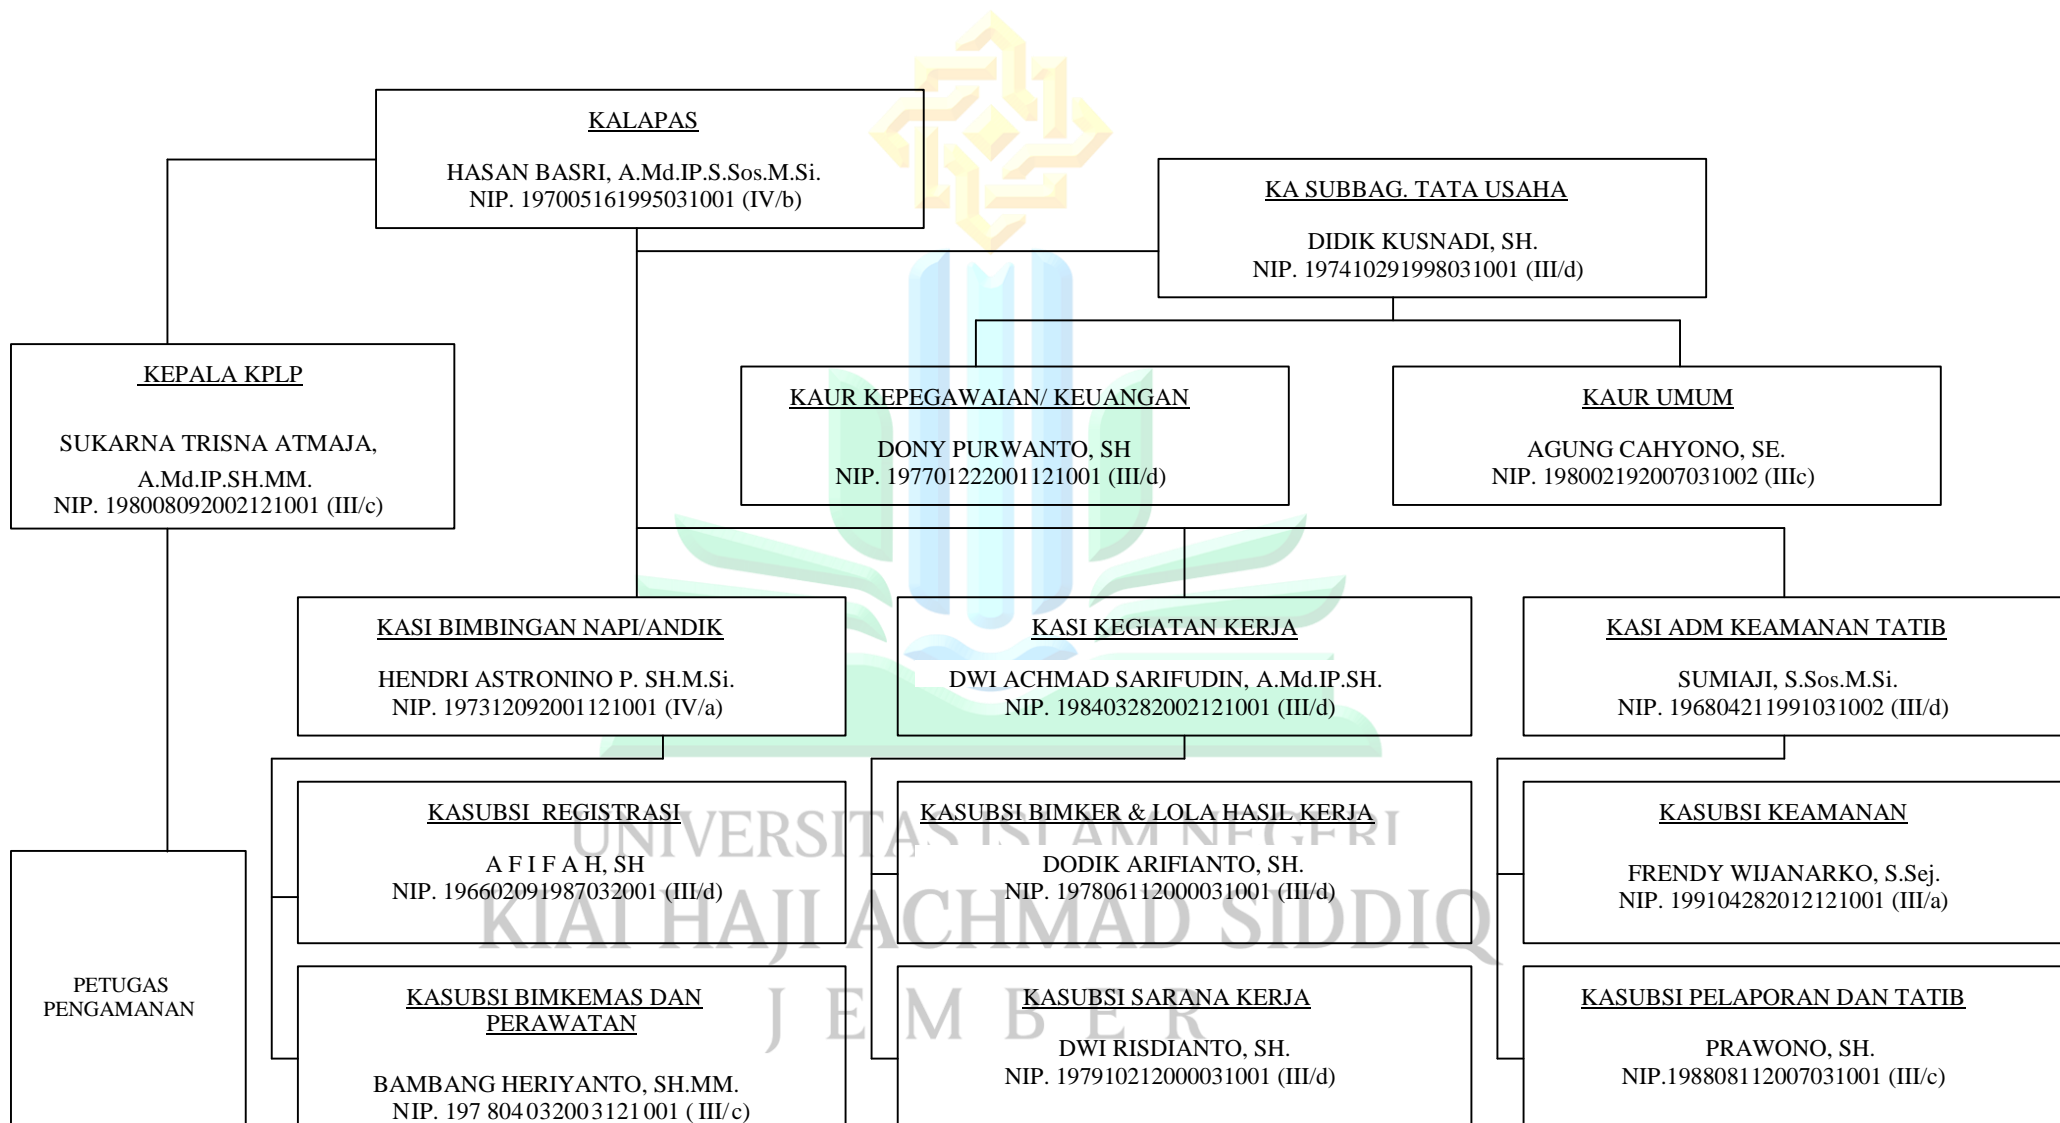 KALAPAS
HASAN BASRI, A.Md.IP.S.Sos.M.Si.
NIP. 197005161995031001 (IV/b)
KA SUBBAG. TATA USAHA
DIDIK KUSNADI, SH.
NIP. 197410291998031001 (III/d)
KEPALA KPLP
SUKARNA TRISNA ATMAJA,
A.Md.IP.SH.MM.
NIP. 198008092002121001 (III/c)
KAUR KEPEGAWAIAN/ KEUANGAN
DONY PURWANTO, SH
NIP. 197701222001121001 (III/d)
KAUR UMUM
AGUNG CAHYONO, SE.
NIP. 198002192007031002 (IIIc)
KASI BIMBINGAN NAPI/ANDIK
HENDRI ASTRONINO P. SH.M.Si.
NIP. 197312092001121001 (IV/a)
KASI KEGIATAN KERJA
DWI ACHMAD SARIFUDIN, A.Md.IP.SH.
NIP. 198403282002121001 (III/d)
KASI ADM KEAMANAN TATIB
SUMIAJI, S.Sos.M.Si.
NIP. 196804211991031002 (III/d)
KASUBSI REGISTRASI
A F I F A H, SH
NIP. 196602091987032001 (III/d)
KASUBSI BIMKER & LOLA HASIL KERJA
DODIK ARIFIANTO, SH.
NIP. 197806112000031001 (III/d)
KASUBSI KEAMANAN
FRENDY WIJANARKO, S.Sej.
NIP. 199104282012121001 (III/a)
PETUGAS
PENGAMANAN
KASUBSI BIMKEMAS DAN
PERAWATAN
BAMBANG HERIYANTO, SH.MM.
NIP. 197 804032003121001 ( III/c)
KASUBSI SARANA KERJA
DWI RISDIANTO, SH.
NIP. 197910212000031001 (III/d)
KASUBSI PELAPORAN DAN TATIB
PRAWONO, SH.
NIP.198808112007031001 (III/c)
UNIVERSITAS ISLAM NEGERI
KIAI HAJI ACHMAD SIDDIQ
J E M B E R